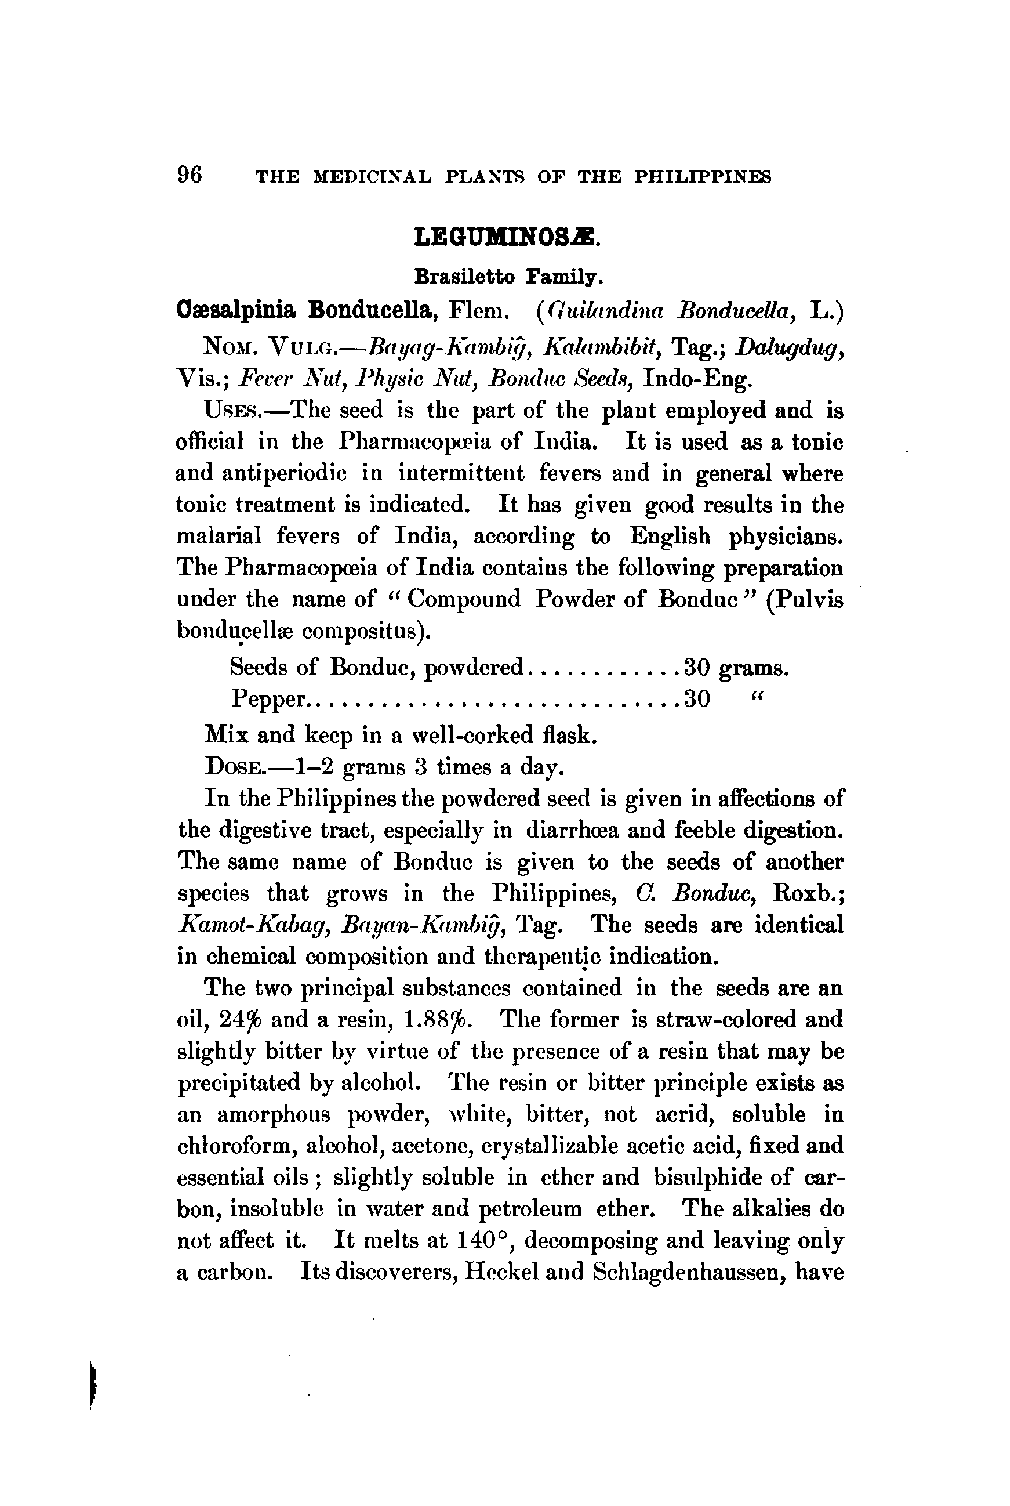 96 THE MEDICINAL PLANTS OF THE PHILIPPINES
LEGUMINOSÆ.
Brasiletto Family.
Cæsalpinia Bonducella, Flem. (Guilandina Bonducella, L.)
NOM. VULG.—Bayag-Kambig̃, Kalambibit, Tag.; Dalugdug,
Vis.; Fever Nut, Physic Nut, Bonduc Seeds, Indo-Eng.
USES.—The seed is the part of the plant employed and is
official in the Pharmacopœia of India. It is used as a tonic
and antiperiodic in intermittent fevers and in general where
tonic treatment is indicated. It has given good results in the
malarial fevers of India, according to English physicians.
The Pharmacopœia of India contains the following preparation
under the name of “Compound Powder of Bonduc” (Pulvis
bonducellæ compositus).
Seeds of Bonduc, powdered............30 grams.
Pepper.............................30 “
Mix and keep in a well-corked flask.
DOSE.—1–2 grams 3 times a day.
In the Philippines the powdered seed is given in affections of
the digestive tract, especially in diarrhœa and feeble digestion.
The same name of Bonduc is given to the seeds of another
species that grows in the Philippines, C. Bonduc, Roxb.;
Kamot-Kabag, Bayan-Kambig̃, Tag. The seeds are identical
in chemical composition and therapeutic indication.
The two principal substances contained in the seeds are an
oil, 24% and a resin, 1.88%. The former is straw-colored and
slightly bitter by virtue of the presence of a resin that may be
precipitated by alcohol. The resin or bitter principle exists as
an amorphous powder, white, bitter, not acrid, soluble in
chloroform, alcohol, acetone, crystallizable acetic acid, fixed and
essential oils; slightly soluble in ether and bisulphide of car-
bon, insoluble in water and petroleum ether. The alkalies do
not affect it. It melts at 140°, decomposing and leaving only
a carbon. Its discoverers, Heckel and Schlagdenhaussen, have